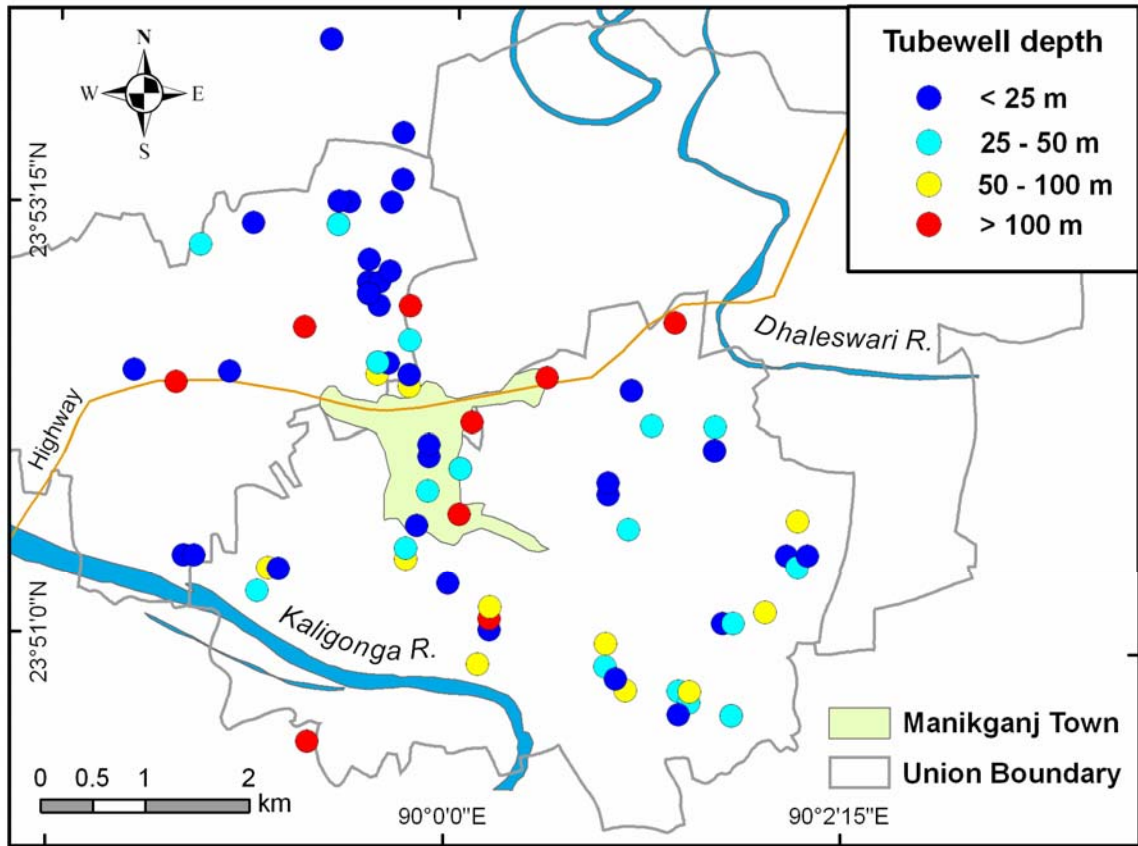 N
W E
S
Tubewell depth
< 25 m
25 - 50 m
50 - 100 m
> 100 m
23°53'15"N
Dhaleswari R.
Highway
Kaligonga R.
23°51'0"N
Manikganj Town
Union Boundary
0 0.5 1 2
km
90°0'0"E
90°2'15"E